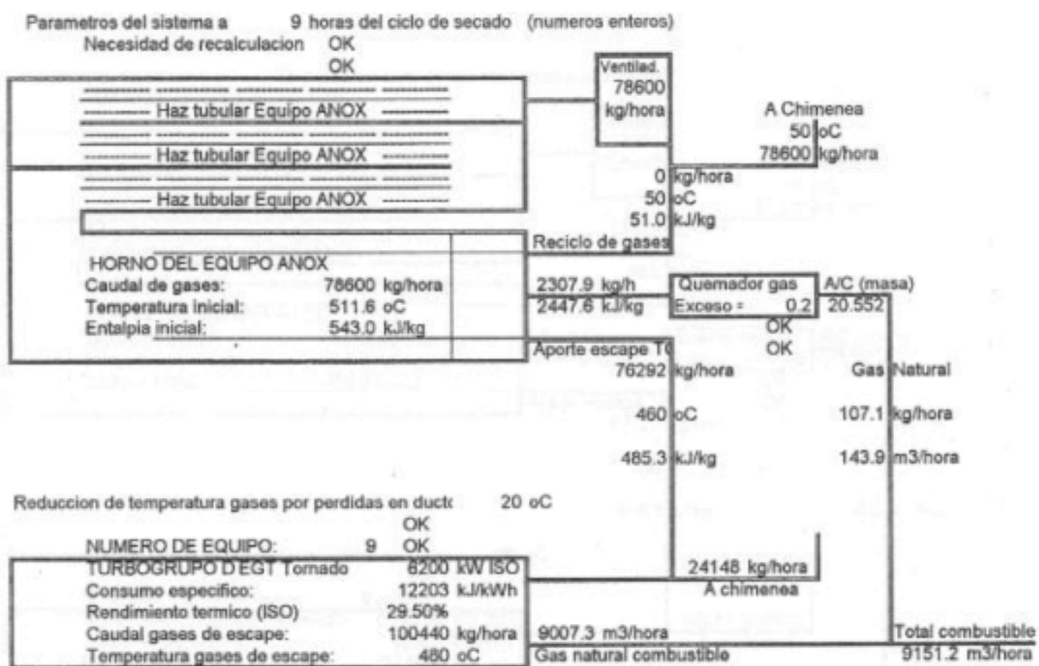 Parametros del sistema a 9 horas del ciclo de secado (numeros enteros)
Necesidad de recalculacion OK
OK
Ventilad.
78600
kg/hora
A Chimenea
50 oC
78600 kg/hora
Haz tubular Equipo ANOX
Haz tubular Equipo ANOX
Haz tubular Equipo ANOX
0 kg/hora
50 oC
51.0 kJ/kg
Reciclo de gases
HORNO DEL EQUIPO ANOX
Caudal de gases: 78600 kg/hora
Temperatura inicial: 511.6 oC
Entalpia inicial: 543.0 kJ/kg
2307.9 kg/h
2447.6 kJ/kg
Quemador gas
Exceso = 0.2
OK
OK
A/C (masa)
20.552
Aporte escape TG
76292 kg/hora
460 oC
485.3 kJ/kg
Gas Natural
107.1 kg/hora
143.9 m3/hora
Reduccion de temperatura gases por perdidas en ducto 20 oC
OK
NUMERO DE EQUIPO: 9 OK
TURBOGRUPO D EGT Tornado 6200 kW ISO
Consumo especifico: 12203 kJ/kWh
Rendimiento termico (ISO) 29.50%
Caudal gases de escape: 100440 kg/hora
Temperatura gases de escape: 480 oC
24148 kg/hora
A chimenea
9007.3 m3/hora
Gas natural combustible
Total combustible
9151.2 m3/hora